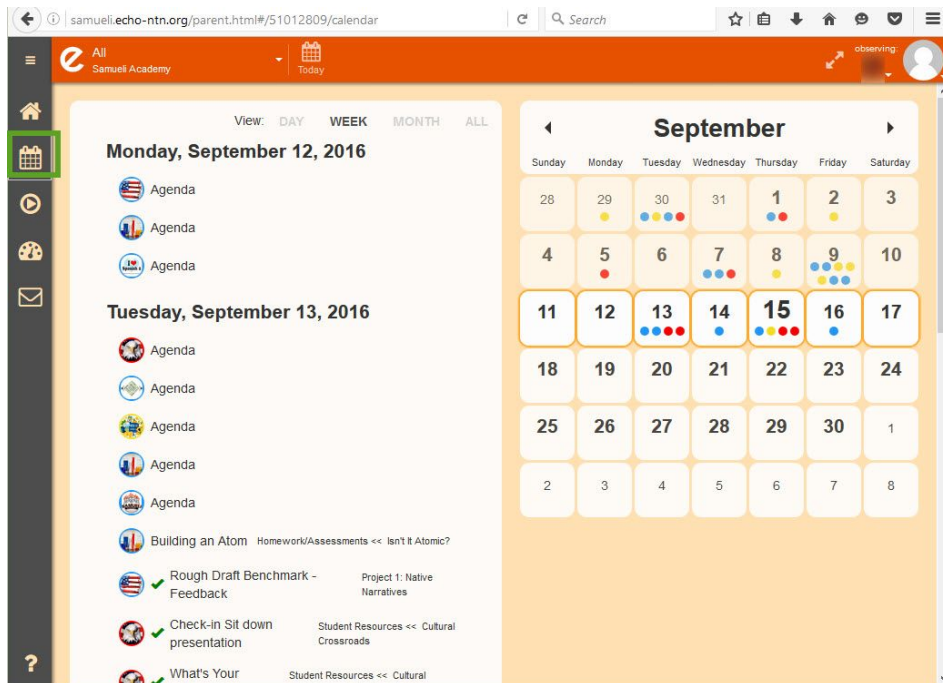 samueli.echo-ntn.org/parent.html#/51012809/calendar
Search
All
Samueli Academy
Today
observing:
View: DAY WEEK MONTH ALL
Monday, September 12, 2016
Agenda
Agenda
Agenda
Tuesday, September 13, 2016
Agenda
Agenda
Agenda
Agenda
Agenda
Building an Atom Homework/Assessments << Isn't It Atomic?
Rough Draft Benchmark - Project 1: Native
Feedback Narratives
Check-in Sit down Student Resources << Cultural
presentation Crossroads
What's Your Student Resources << Cultural
September
Sunday Monday Tuesday Wednesday Thursday Friday Saturday
28 29 30 31 1 2 3
4 5 6 7 8 9 10
11 12 13 14 15 16 17
18 19 20 21 22 23 24
25 26 27 28 29 30 1
2 3 4 5 6 7 8
?